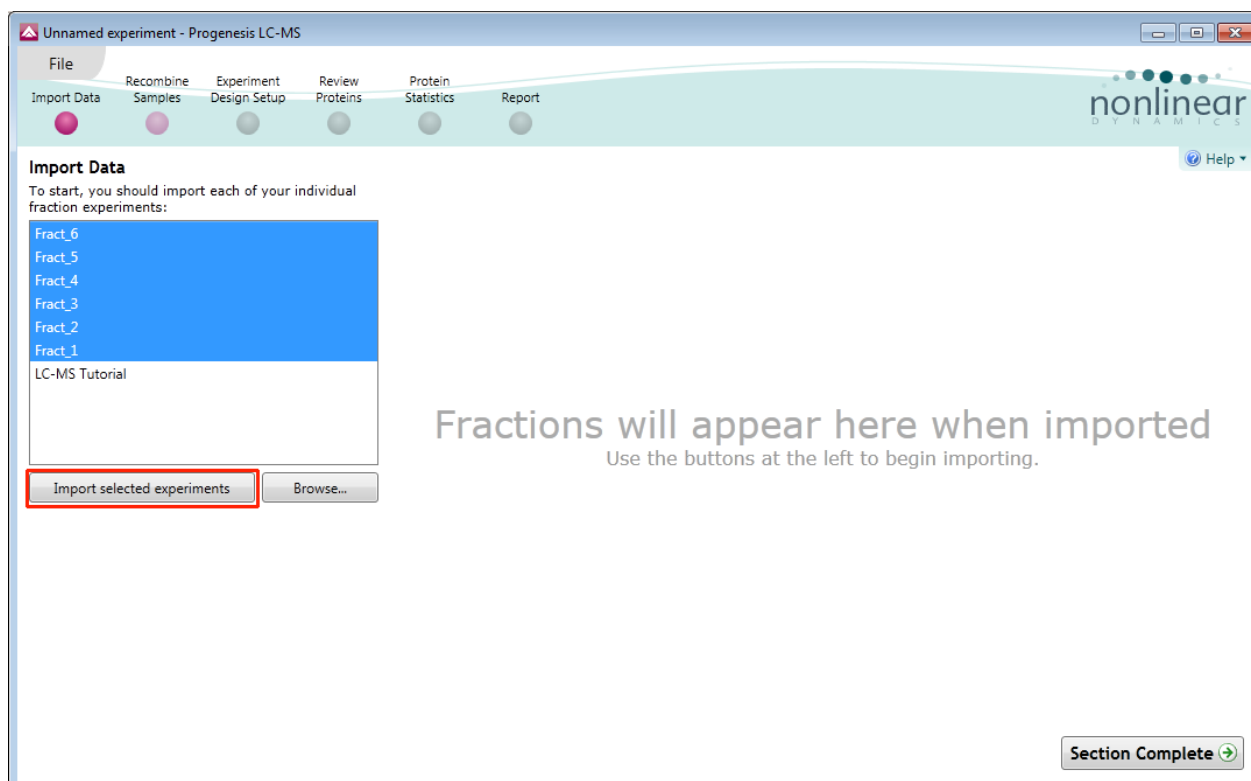 Unnamed experiment - Progenesis LC-MS
File
Import Data
Recombine
Samples
Experiment
Design Setup
Review
Proteins
Protein
Statistics
Report
nonlinear
DYNAMICS
Help
Import Data
To start, you should import each of your individual
fraction experiments:
Fract_6
Fract_5
Fract_4
Fract_3
Fract_2
Fract_1
LC-MS Tutorial
Import selected experiments
Browse...
Fractions will appear here when imported
Use the buttons at the left to begin importing.
Section Complete